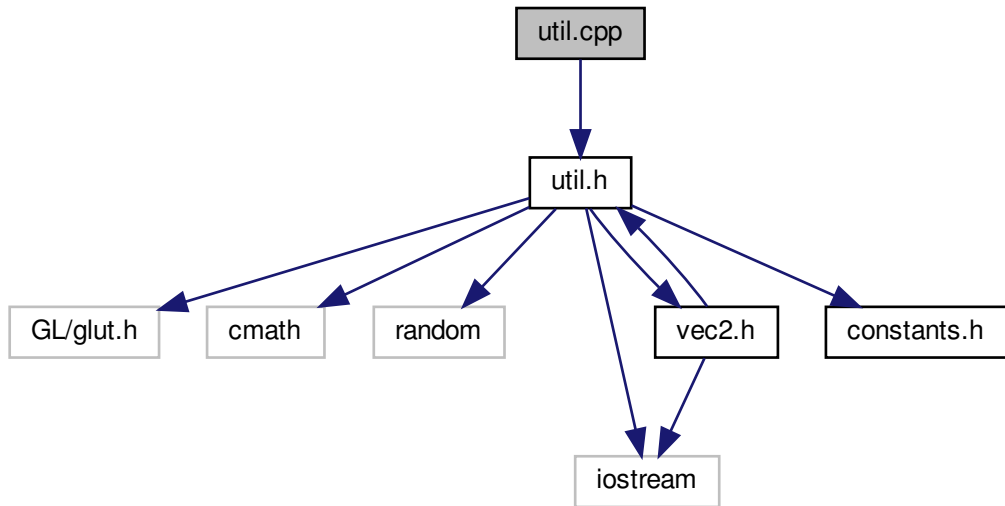 util.cpp
util.h
GL/glut.h
cmath
random
vec2.h
constants.h
iostream